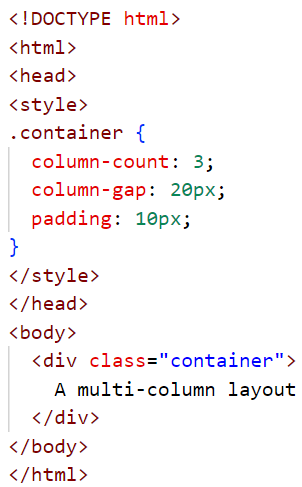 <!DOCTYPE html>
<html>
<head>
<style>
.container {
  column-count: 3;
  column-gap: 20px;
  padding: 10px;
}
</style>
</head>
<body>
  <div class="container">
    A multi-column layout
  </div>
</body>
</html>